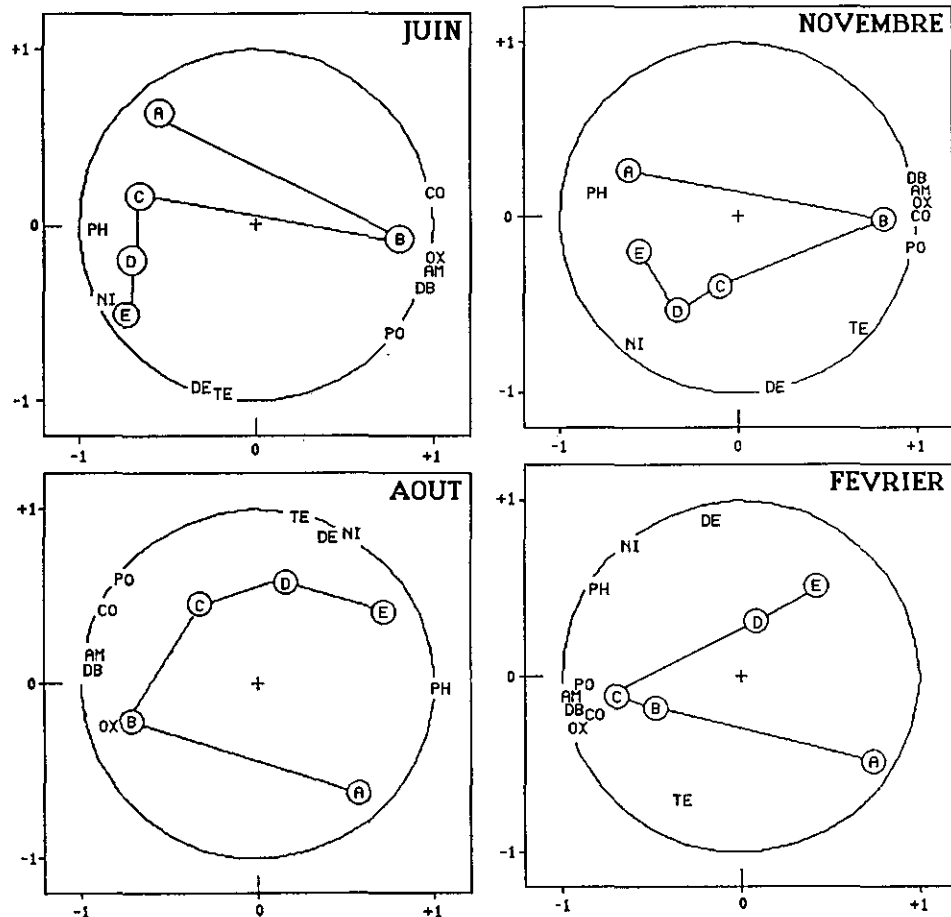 JUIN
+1
A
C
CO
0
PH
B
D
OX
AM
NI
DB
E
PO
DE TE
-1
-1 0 +1
NOVEMBRE
+1
DB
A
AM
PH
OX
0
B
CO
E
PO
C
D
TE
NI
DE
-1
-1 0 +1
AOUT
+1
TE
DE NI
PO
D
C
E
CO
AM
DB
0
PH
B
OX
A
-1
-1 0 +1
FEVRIER
+1
DE
NI
PH
E
D
0
PO
AM
C
B
DB
CO
OX
A
TE
-1
-1 0 +1